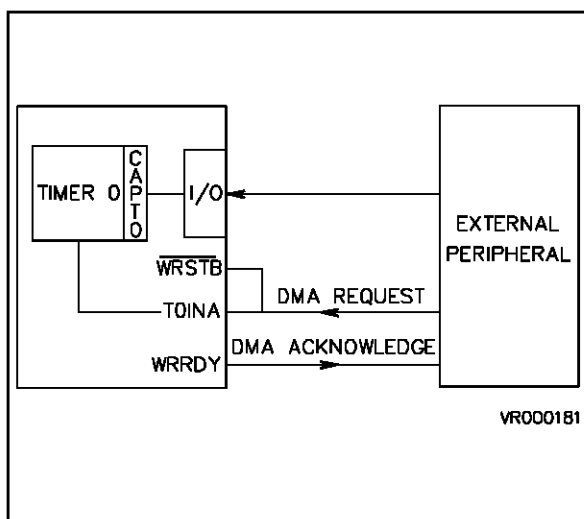 TIMER 0
CAPT0
I/O
EXTERNAL
PERIPHERAL
WRSTB
T0INA
DMA REQUEST
WRRDY
DMA ACKNOWLEDGE
VR000181